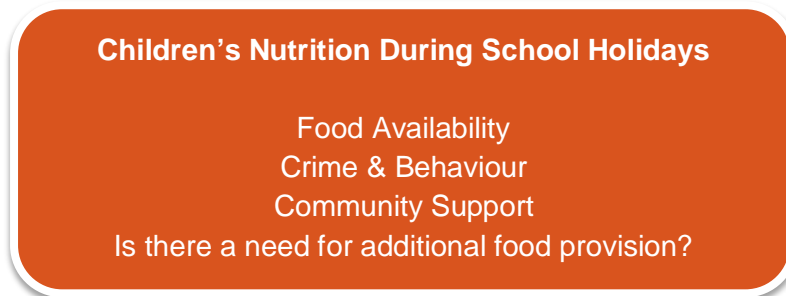 Children’s Nutrition During School Holidays
Food Availability
Crime & Behaviour
Community Support
Is there a need for additional food provision?